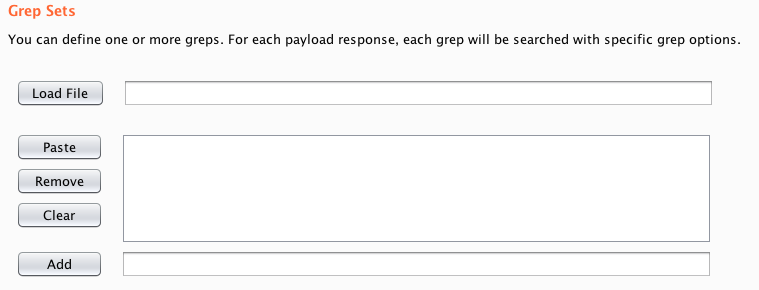 Grep Sets
You can define one or more greps. For each payload response, each grep will be searched with specific grep options.
Load File
Paste
Remove
Clear
Add